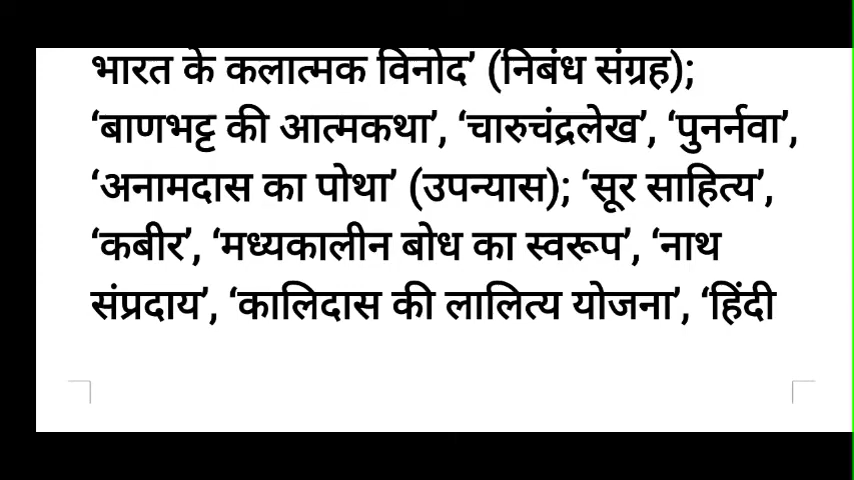 भारत के कलात्मक विनोद’ (निबंध संग्रह);
‘बाणभट्ट की आत्मकथा’, ‘चारुचंद्रलेख’, ‘पुनर्नवा’,
‘अनामदास का पोथा’ (उपन्यास); ‘सूर साहित्य’,
‘कबीर’, ‘मध्यकालीन बोध का स्वरूप’, ‘नाथ
संप्रदाय’, ‘कालिदास की लालित्य योजना’, ‘हिंदी